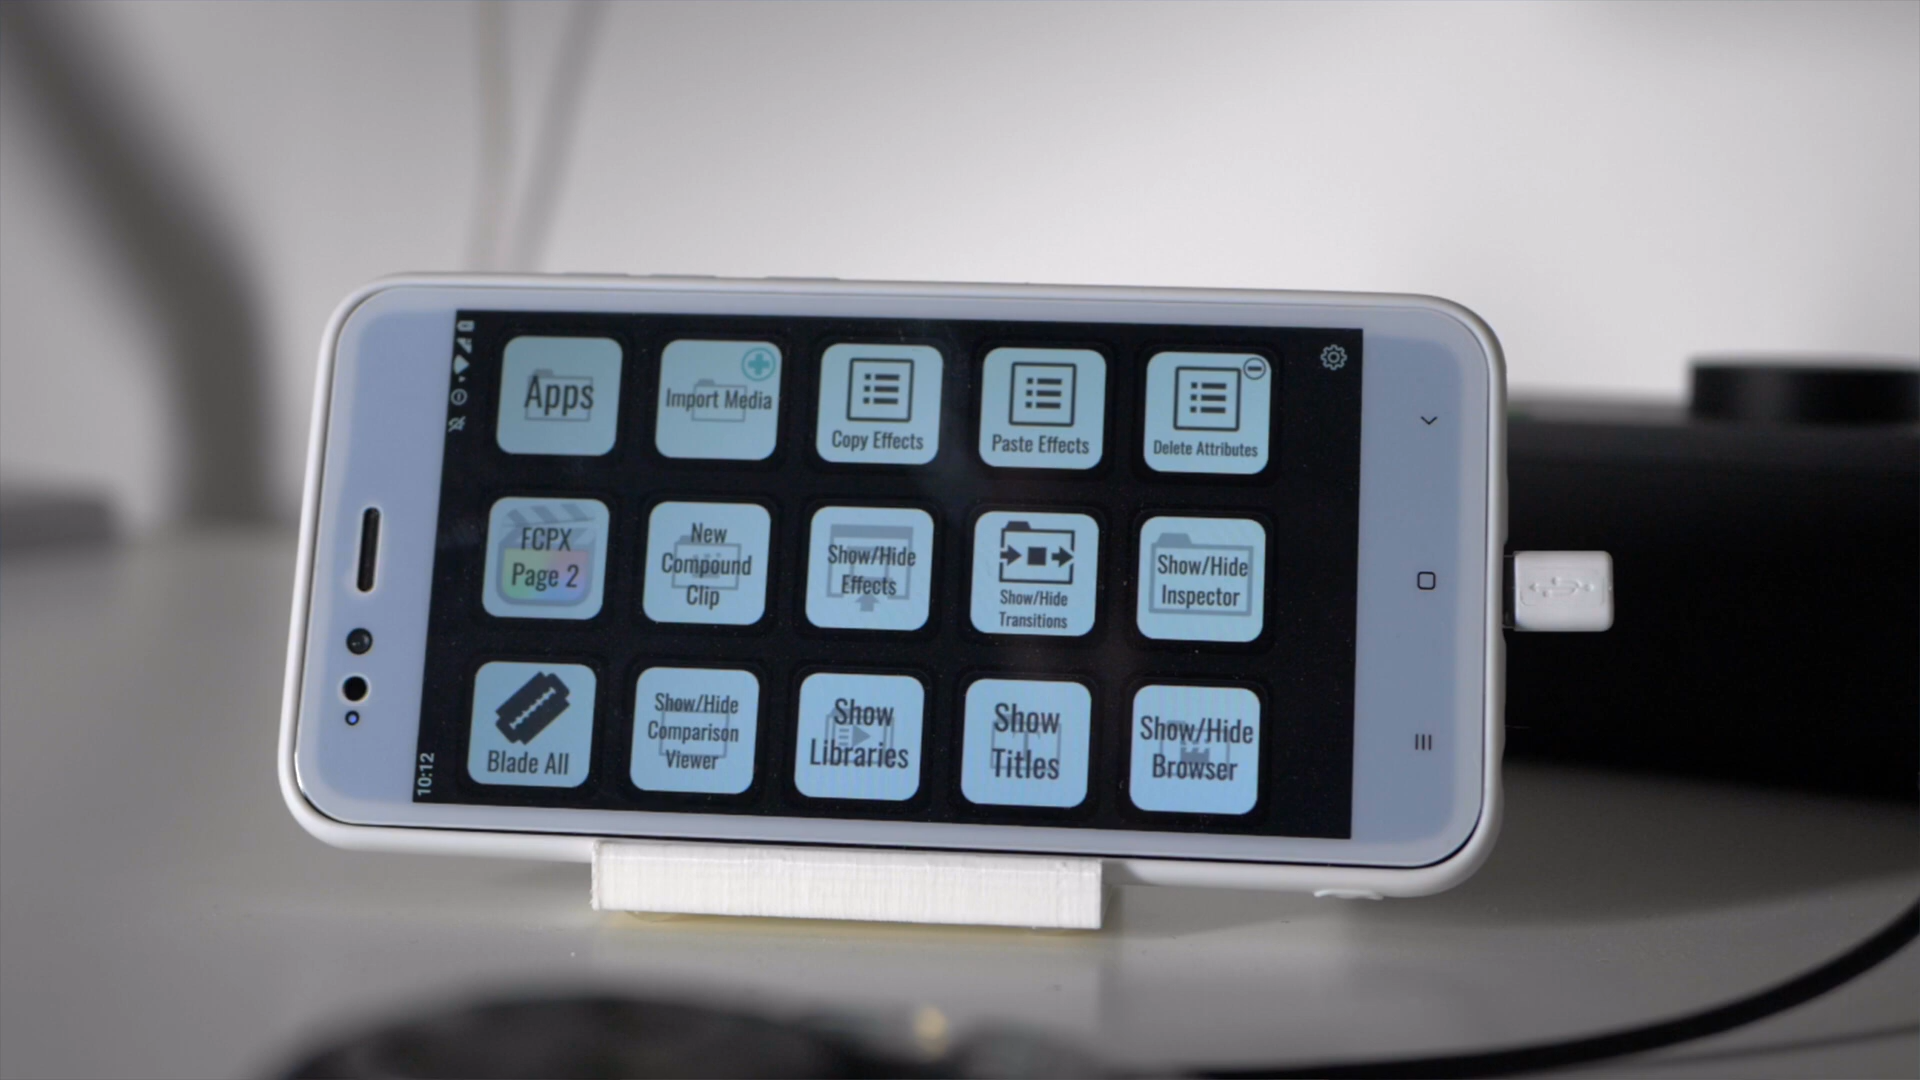 Apps
Import Media
Copy Effects
Paste Effects
Delete Attributes
FCPX
Page 2
New
Compound
Clip
Show/Hide
Effects
Show/Hide
Transitions
Show/Hide
Inspector
Blade All
Show/Hide
Comparison
Viewer
Show
Libraries
Show
Titles
Show/Hide
Browser
10:12